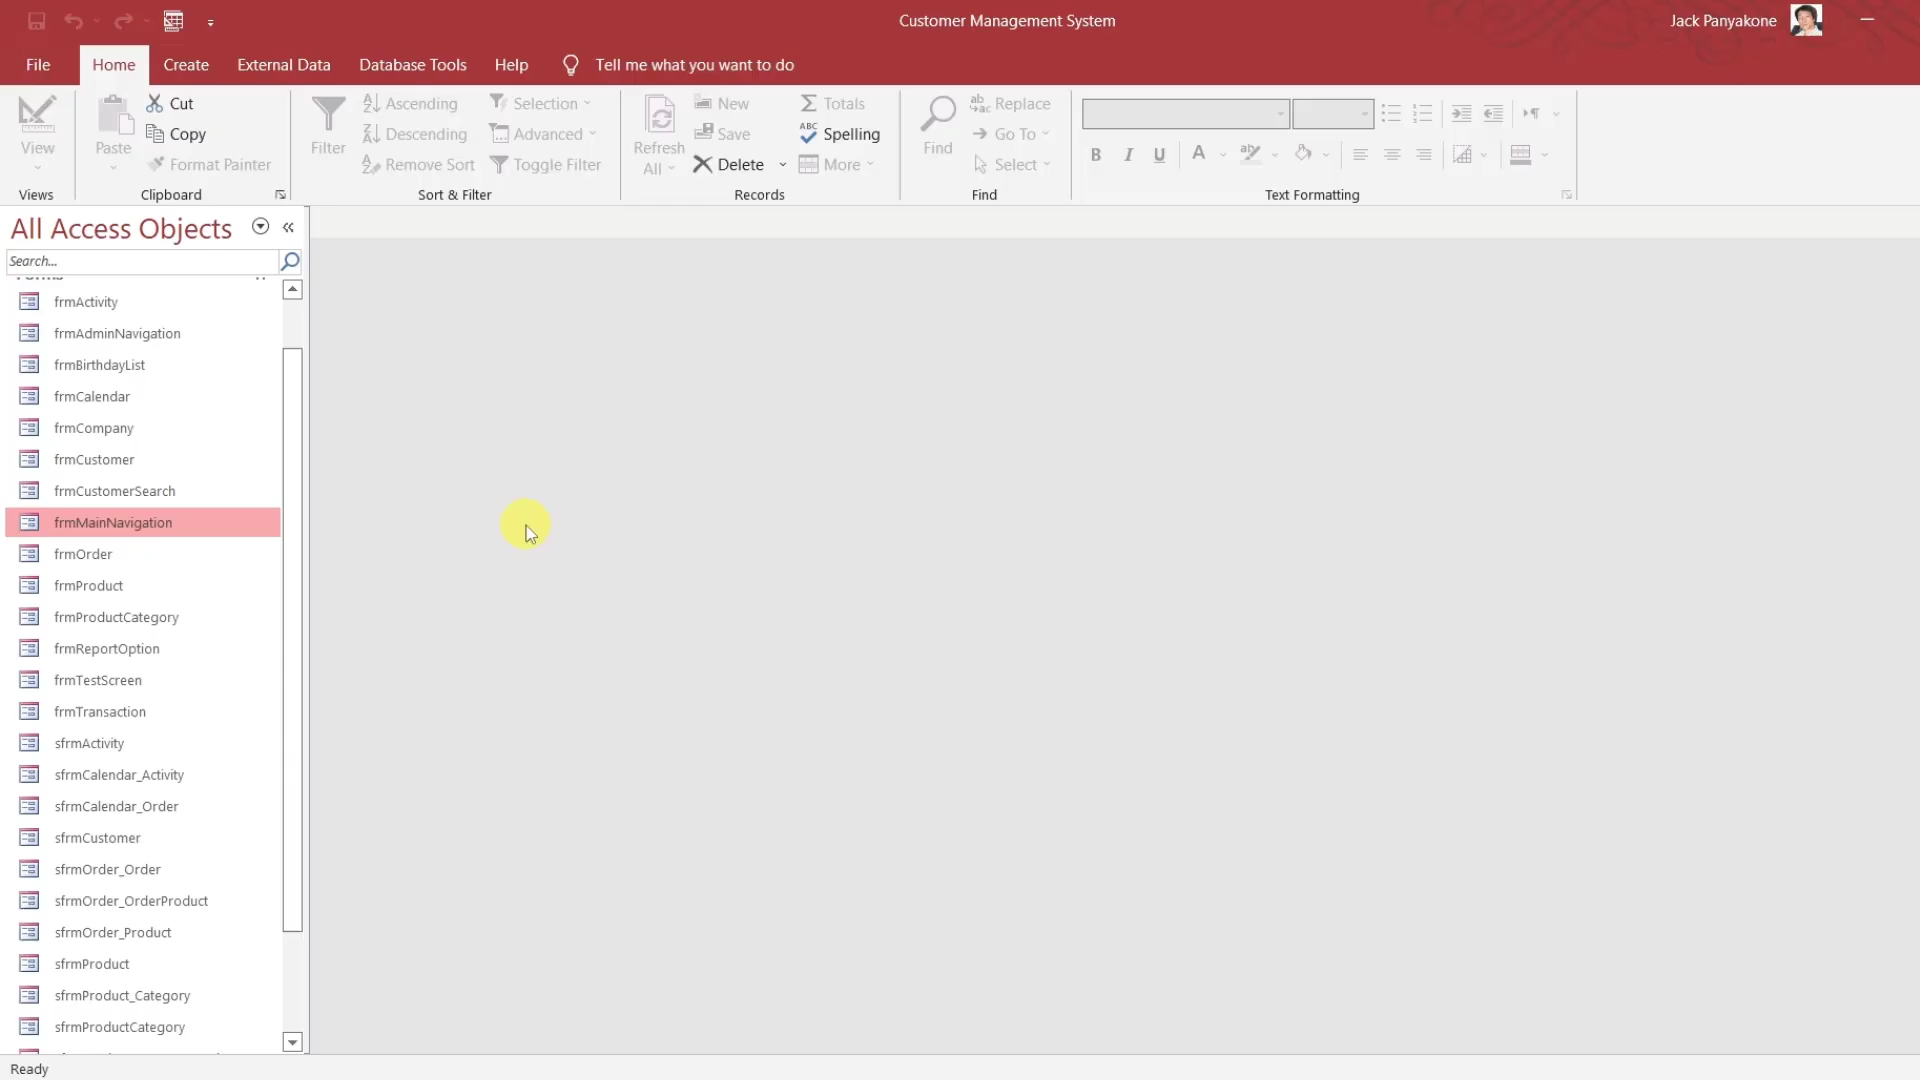 Customer Management System
Jack Panyakone
File Home Create External Data Database Tools Help Tell me what you want to do
View
Views
Paste
Cut
Copy
Format Painter
Clipboard
Filter
Ascending
Descending
Remove Sort
Selection
Advanced
Toggle Filter
Sort & Filter
Refresh
All
New
Save
Delete
Totals
Spelling
More
Records
Find
Replace
Go To
Select
Find
B I U A
Text Formatting
All Access Objects
Search...
frmActivity
frmAdminNavigation
frmBirthdayList
frmCalendar
frmCompany
frmCustomer
frmCustomerSearch
frmMainNavigation
frmOrder
frmProduct
frmProductCategory
frmReportOption
frmTestScreen
frmTransaction
sfrmActivity
sfrmCalendar_Activity
sfrmCalendar_Order
sfrmCustomer
sfrmOrder_Order
sfrmOrder_OrderProduct
sfrmOrder_Product
sfrmProduct
sfrmProduct_Category
sfrmProductCategory
Ready